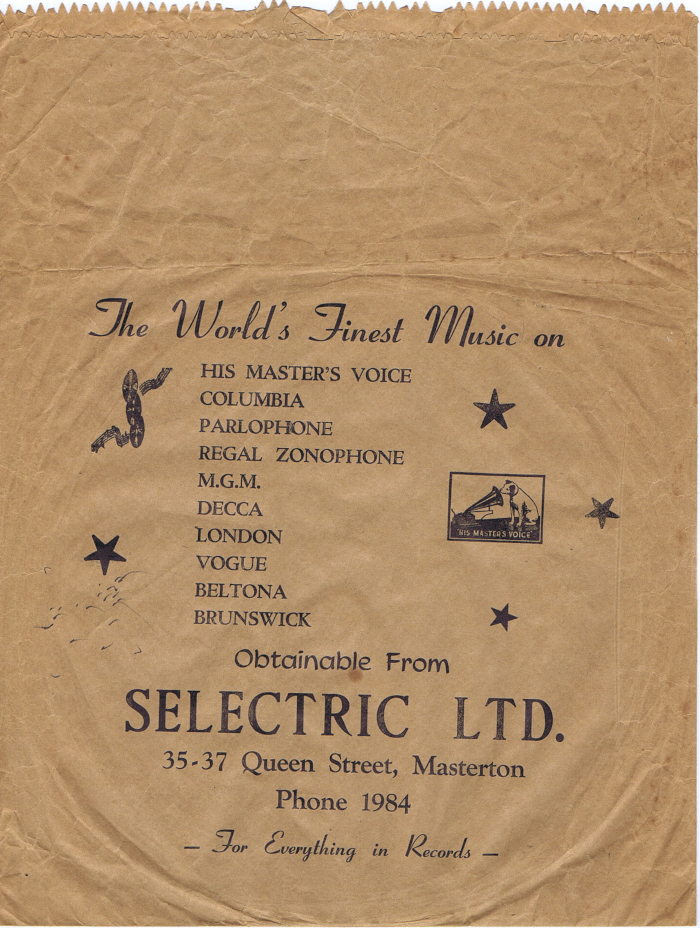 The World's Finest Music on
HIS MASTER'S VOICE
COLUMBIA
PARLOPHONE
REGAL ZONOPHONE
M.G.M.
DECCA
LONDON
VOGUE
BELTONA
BRUNSWICK
"HIS MASTER'S VOICE"
Obtainable From
SELECTRIC LTD.
35-37 Queen Street, Masterton
Phone 1984
— For Everything in Records —